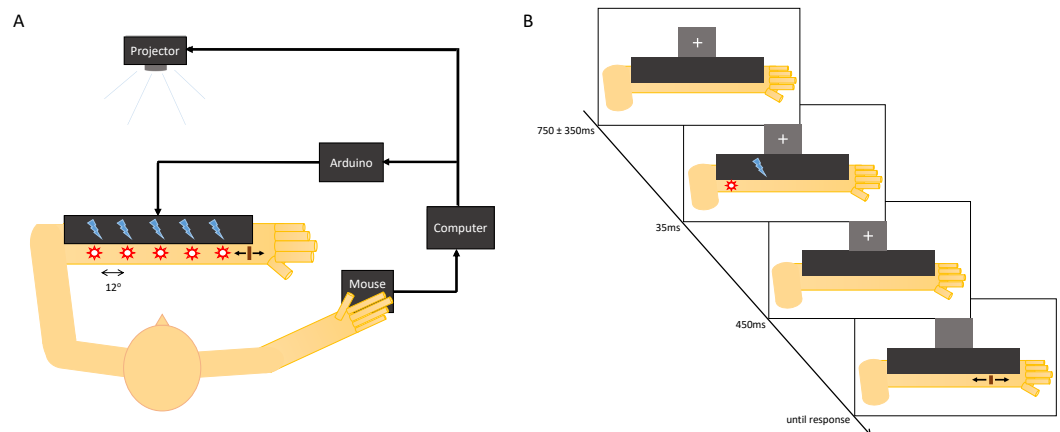 A
Projector
Arduino
Computer
Mouse
12°
B
750 ± 350ms
35ms
450ms
until response